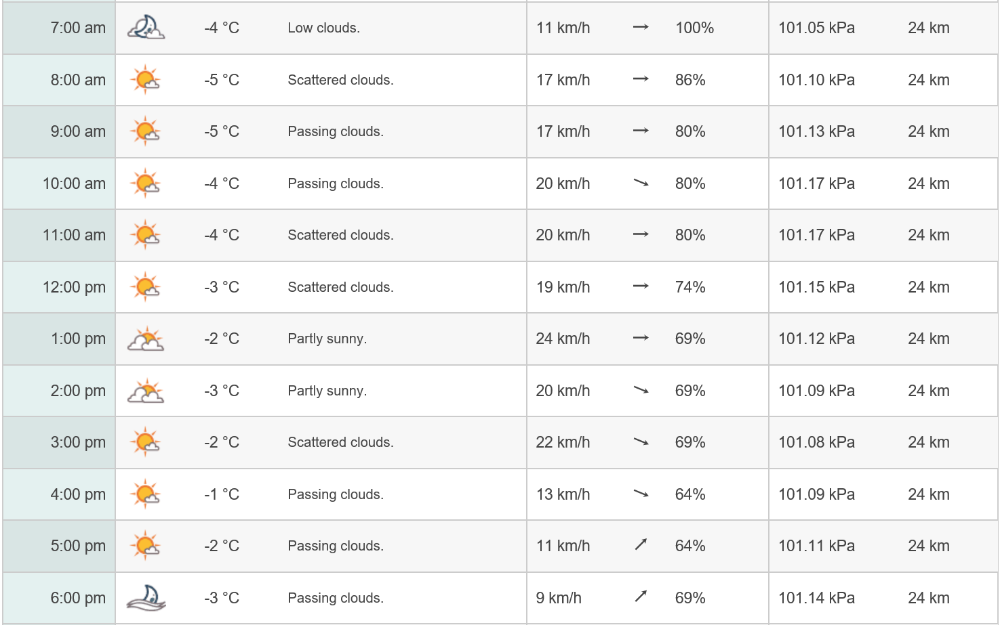 7:00 am -4 °C Low clouds. 11 km/h → 100% 101.05 kPa 24 km
8:00 am -5 °C Scattered clouds. 17 km/h → 86% 101.10 kPa 24 km
9:00 am -5 °C Passing clouds. 17 km/h → 80% 101.13 kPa 24 km
10:00 am -4 °C Passing clouds. 20 km/h → 80% 101.17 kPa 24 km
11:00 am -4 °C Scattered clouds. 20 km/h → 80% 101.17 kPa 24 km
12:00 pm -3 °C Scattered clouds. 19 km/h → 74% 101.15 kPa 24 km
1:00 pm -2 °C Partly sunny. 24 km/h → 69% 101.12 kPa 24 km
2:00 pm -3 °C Partly sunny. 20 km/h → 69% 101.09 kPa 24 km
3:00 pm -2 °C Scattered clouds. 22 km/h → 69% 101.08 kPa 24 km
4:00 pm -1 °C Passing clouds. 13 km/h → 64% 101.09 kPa 24 km
5:00 pm -2 °C Passing clouds. 11 km/h ↗ 64% 101.11 kPa 24 km
6:00 pm -3 °C Passing clouds. 9 km/h ↗ 69% 101.14 kPa 24 km